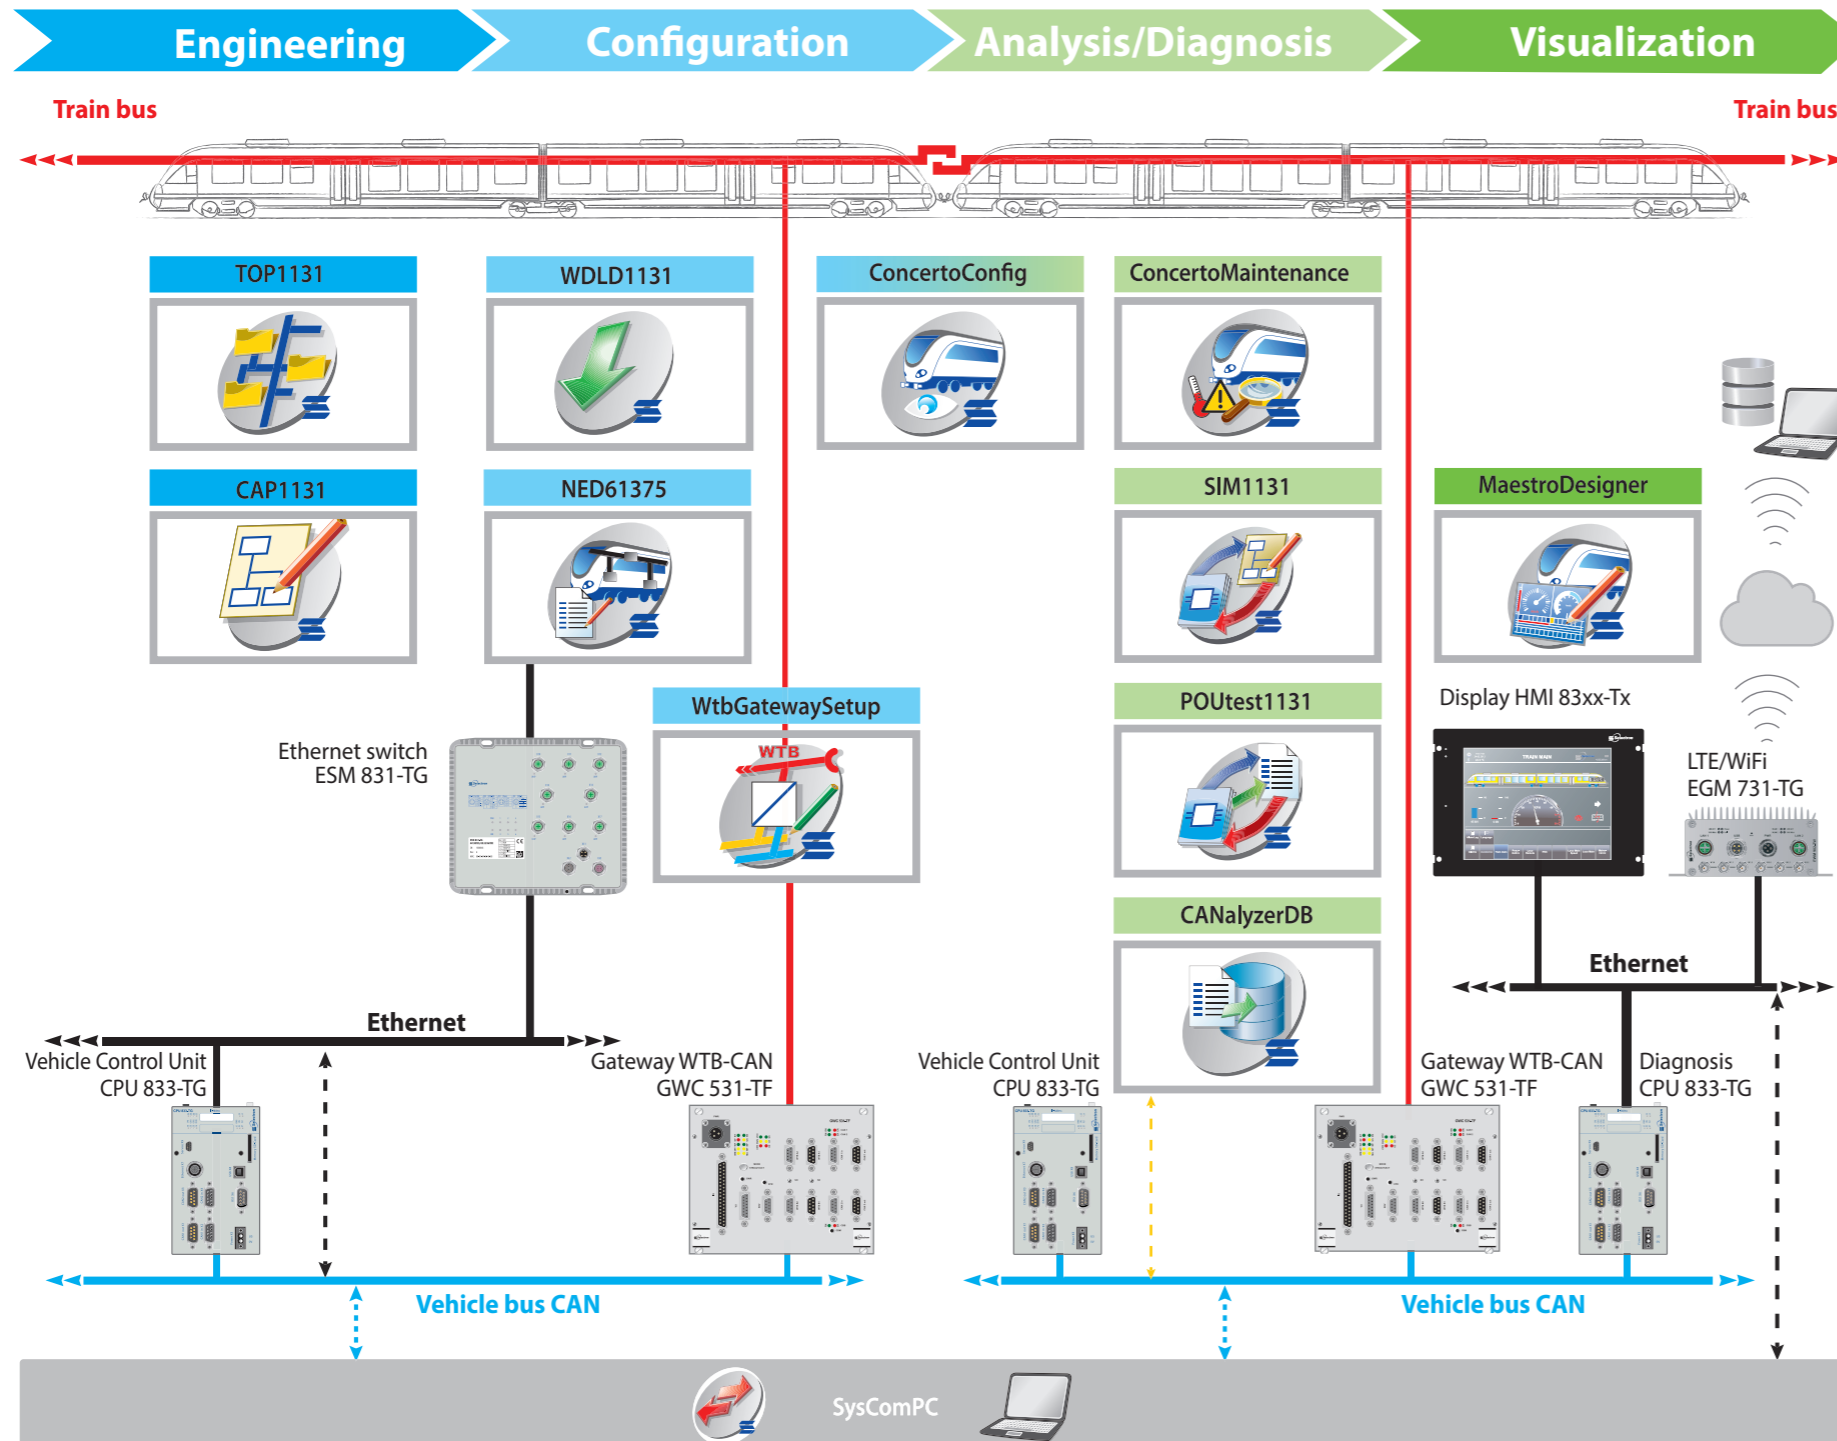 Engineering
Configuration
Analysis/Diagnosis
Visualization
Train bus
Train bus
TOP1131
WDLD1131
ConcertoConfig
ConcertoMaintenance
CAP1131
NED61375
SIM1131
MaestroDesigner
WtbGatewaySetup
WTB
POUtest1131
Display HMI 83xx-Tx
Ethernet switch
ESM 831-TG
TRAIN MAIN
LTE/WiFi
EGM 731-TG
CANalyzerDB
Ethernet
Ethernet
Vehicle Control Unit
CPU 833-TG
Gateway WTB-CAN
GWC 531-TF
Vehicle Control Unit
CPU 833-TG
Gateway WTB-CAN
GWC 531-TF
Diagnosis
CPU 833-TG
Vehicle bus CAN
Vehicle bus CAN
SysComPC